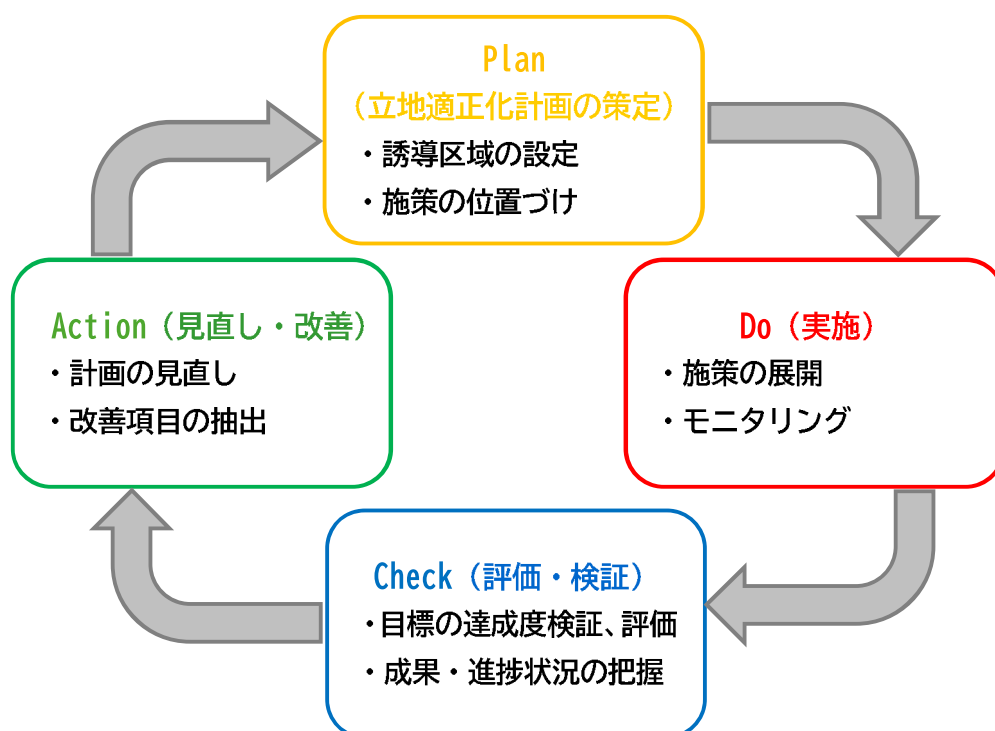 Plan
（立地適正化計画の策定）
・誘導区域の設定
・施策の位置づけ
Do（実施）
・施策の展開
・モニタリング
Check（評価・検証）
・目標の達成度検証、評価
・成果・進捗状況の把握
Action（見直し・改善）
・計画の見直し
・改善項目の抽出